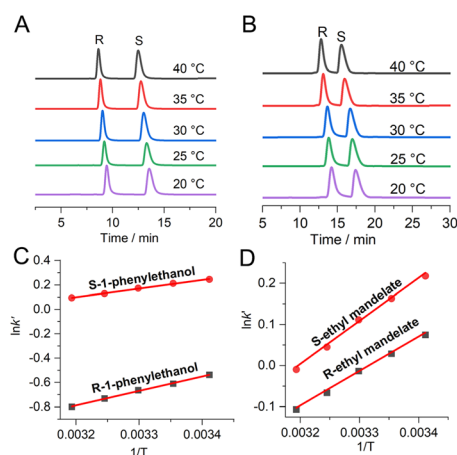 A
R S
40 °C
35 °C
30 °C
25 °C
20 °C
5 10 15 20
Time / min
B
R S
40 °C
35 °C
30 °C
25 °C
20 °C
5 10 15 20 25 30
Time / min
C
0.4
0.2
0.0
-0.2
-0.4
-0.6
-0.8
lnk'
S-1-phenylethanol
R-1-phenylethanol
0.0032 0.0033 0.0034
1/T
D
0.2
0.1
0.0
-0.1
lnk'
S-ethyl mandelate
R-ethyl mandelate
0.0032 0.0033 0.0034
1/T